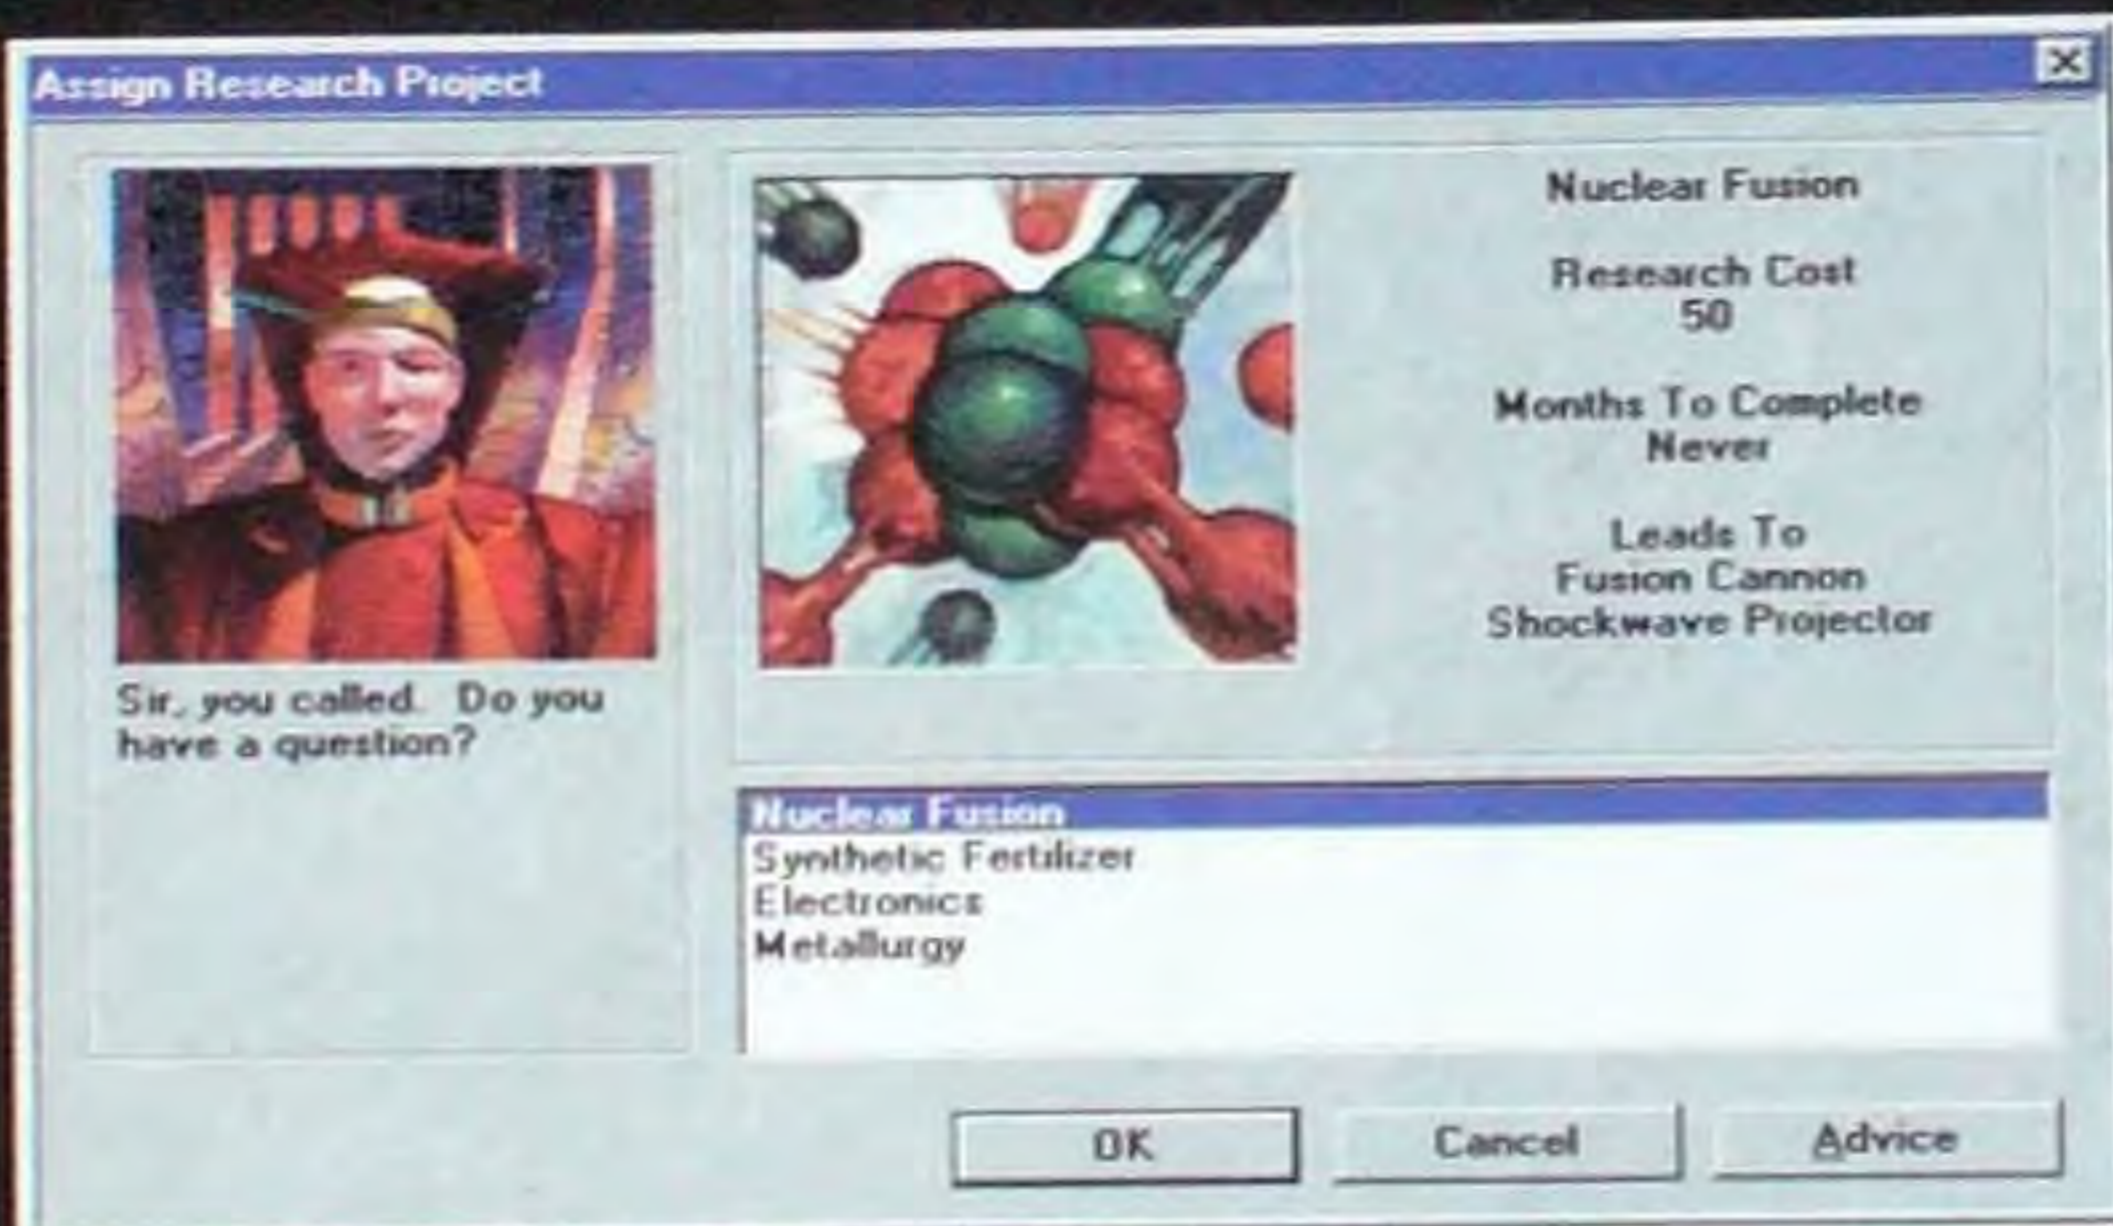 Assign Research Project
Sir, you called. Do you
have a question?
Nuclear Fusion
Research Cost
50
Months To Complete
Never
Leads To
Fusion Cannon
Shockwave Projector
Nuclear Fusion
Synthetic Fertilizer
Electronics
Metallurgy
OK
Cancel
Advice